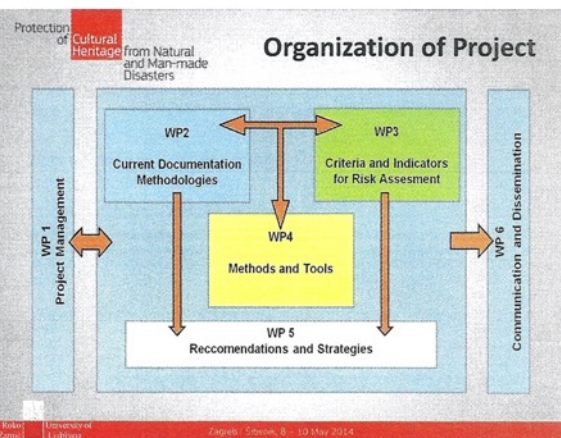 Protection
of Cultural
Heritage from Natural
and Man-made
Disasters
Organization of Project
WP 1
Project Management
WP2
Current Documentation
Methodologies
WP3
Criteria and Indicators
for Risk Assesment
WP4
Methods and Tools
WP 5
Reccomendations and Strategies
WP 6
Communication and Dissemination
University of
Zagreb / Šibenik, 8 – 10 May 2014